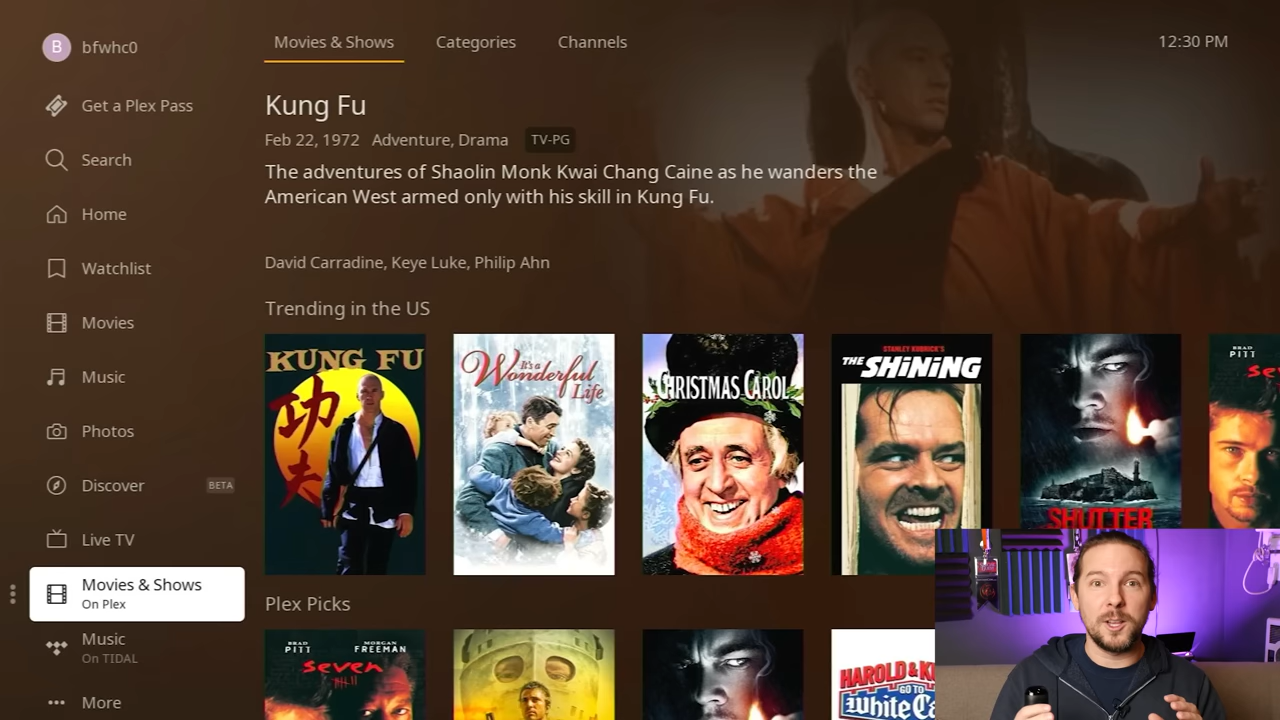 B bfwhc0
Get a Plex Pass
Search
Home
Watchlist
Movies
Music
Photos
Discover BETA
Live TV
Movies & Shows
On Plex
Music
On TIDAL
More
Movies & Shows Categories Channels
12:30 PM
Kung Fu
Feb 22, 1972 Adventure, Drama TV-PG
The adventures of Shaolin Monk Kwai Chang Caine as he wanders the
American West armed only with his skill in Kung Fu.
David Carradine, Keye Luke, Philip Ahn
Trending in the US
KUNG FU
功
夫
It's a
Wonderful
Life
CHRISTMAS CAROL
STANLEY KUBRICK'S
THE SHiNiNG
SHUTTER
BRAD
PITT
Plex Picks
BRAD
PITT
MORGAN
FREEMAN
seven
HAROLD &
GO TO
White